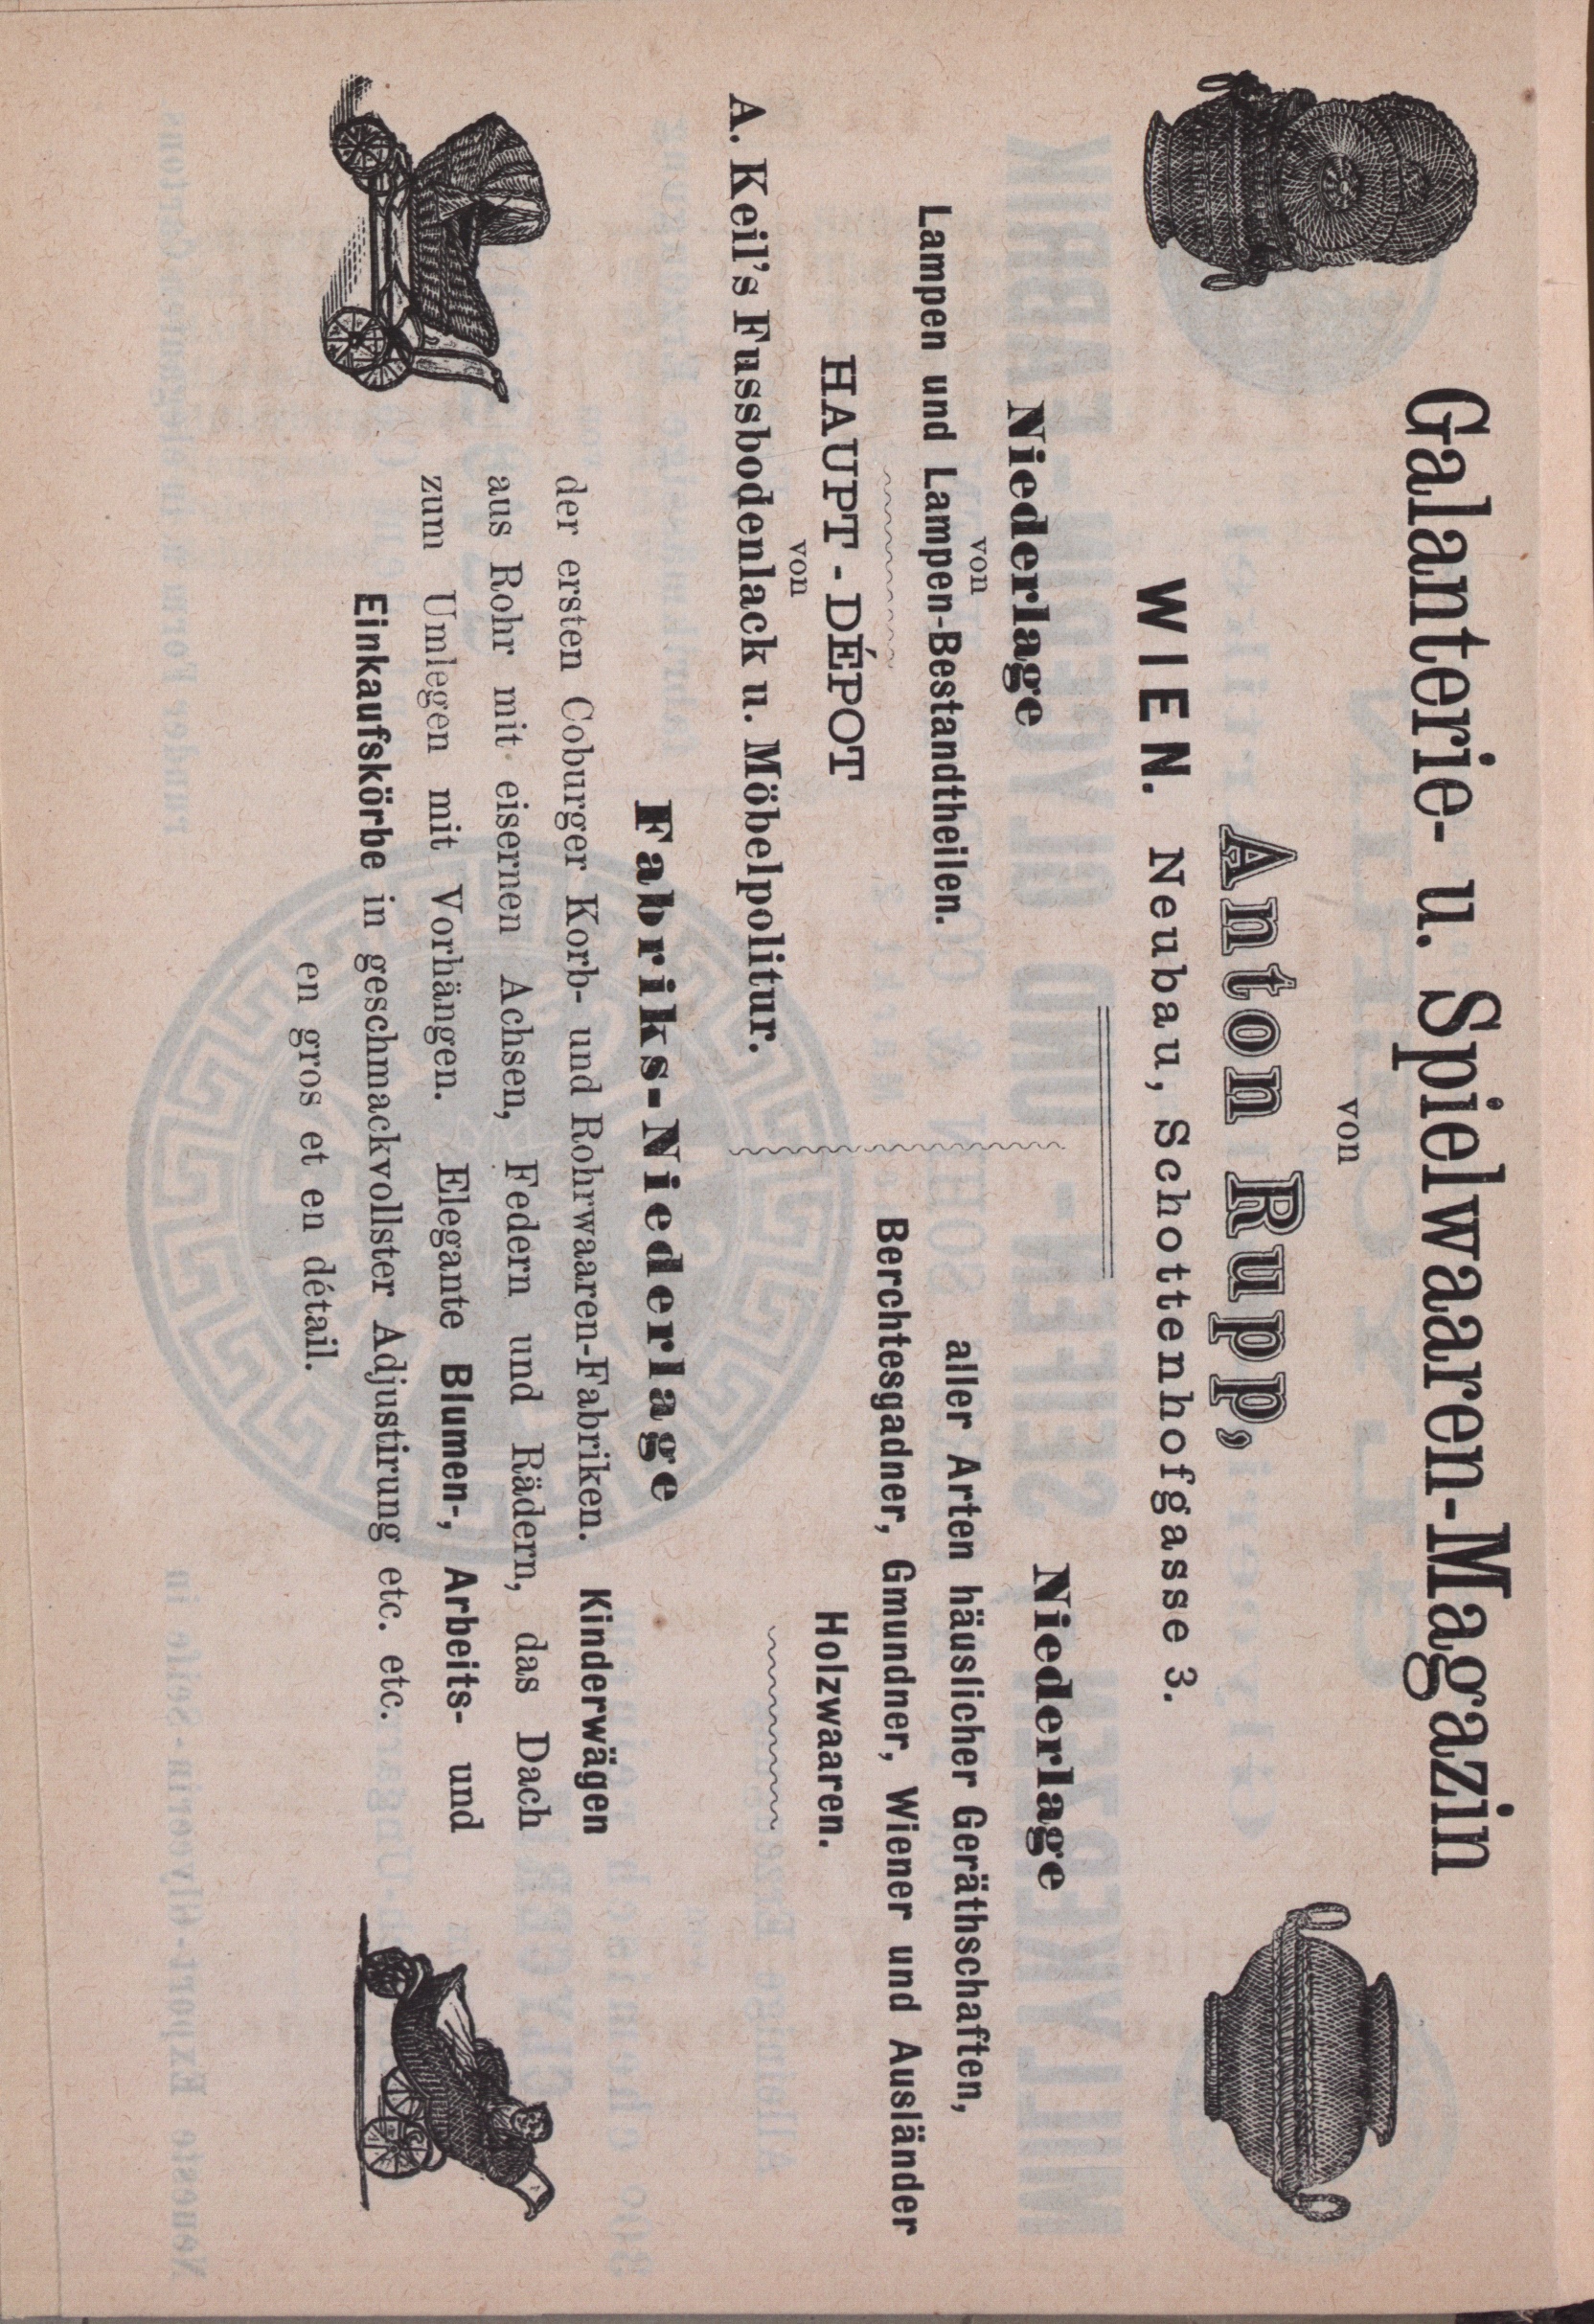 Galanterie- u. Spielwaaren-Magazin
von
Anton Rupp,
WIEN. Neubau, Schottenhofgasse 3.
Niederlage
von
Lampen und Lampen-Bestandtheilen.
HAUPT-DÉPOT
von
A. Keil's Fussbodenlack u. Möbelpolitur.
Niederlage
aller Arten häuslicher Geräthschaften,
Berchtesgadner, Gmundner, Wiener und Ausländer
Holzwaaren.
Fabriks-Niederlage
der ersten Coburger Korb- und Rohrwaaren-Fabriken. Kinderwägen
aus Rohr mit eisernen Achsen, Federn und Rädern, das Dach
zum Umlegen mit Vorhängen. Elegante Blumen-, Arbeits- und
Einkaufskörbe in geschmackvollster Adjustirung etc. etc.
en gros et en détail.